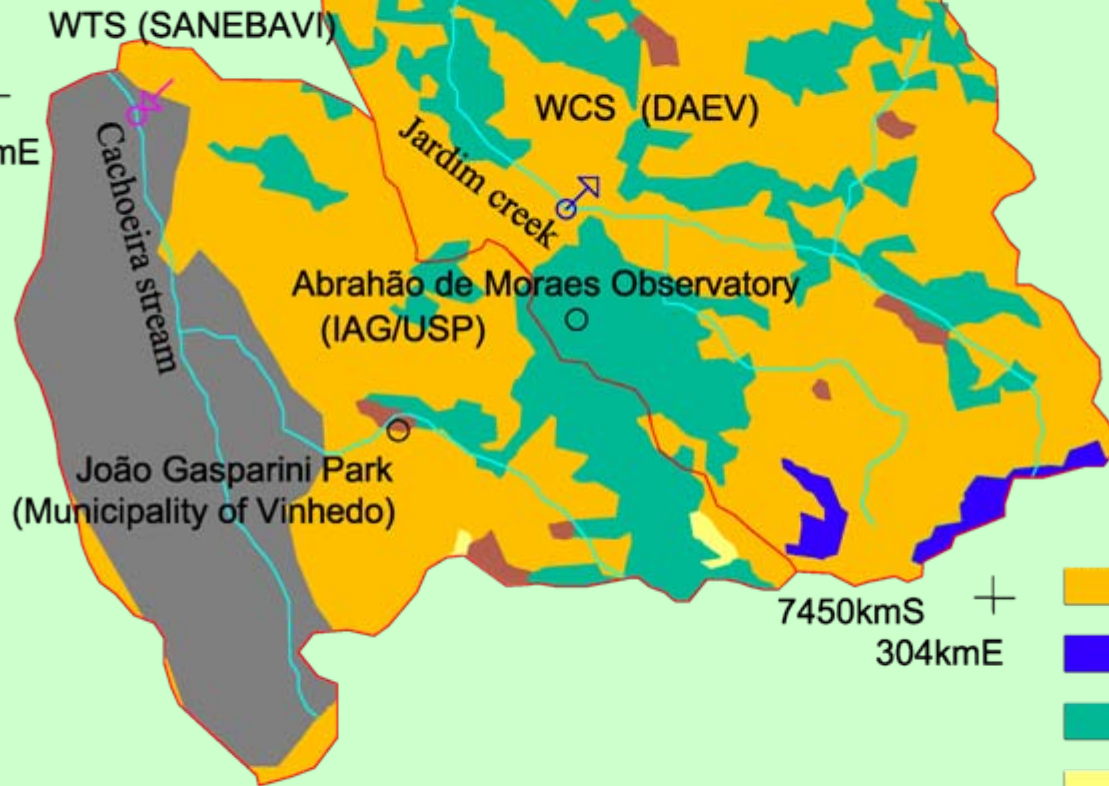 WTS (SANEBAVI)
WCS (DAEV)
mE
Cachoeira stream
Jardim creek
Abrahão de Moraes Observatory
(IAG/USP)
João Gasparini Park
(Municipality of Vinhedo)
7450kmS
304kmE